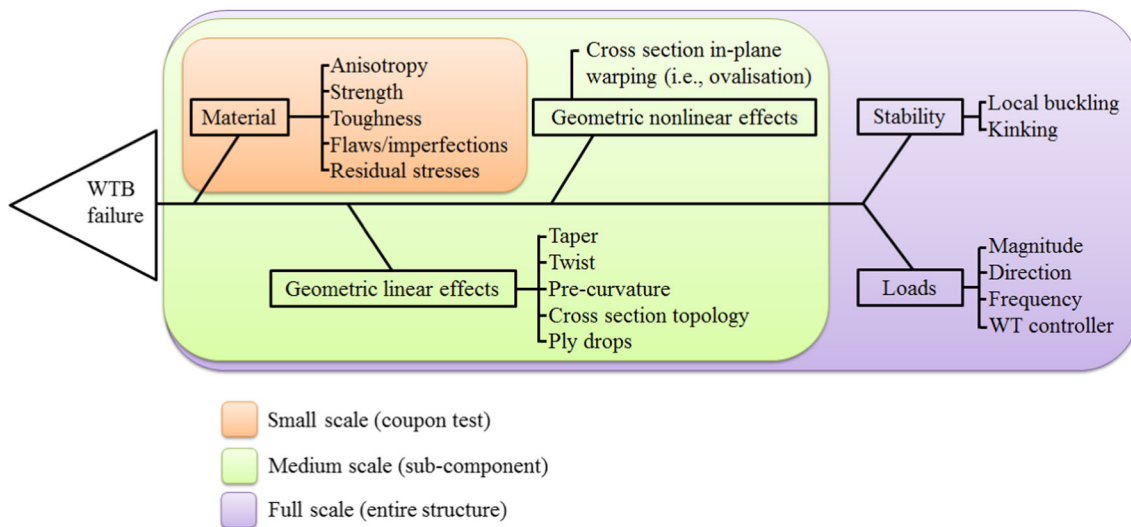 WTB
failure
Material
Anisotropy
Strength
Toughness
Flaws/imperfections
Residual stresses
Cross section in-plane
warping (i.e., ovalisation)
Geometric nonlinear effects
Stability
Local buckling
Kinking
Geometric linear effects
Taper
Twist
Pre-curvature
Cross section topology
Ply drops
Loads
Magnitude
Direction
Frequency
WT controller
Small scale (coupon test)
Medium scale (sub-component)
Full scale (entire structure)